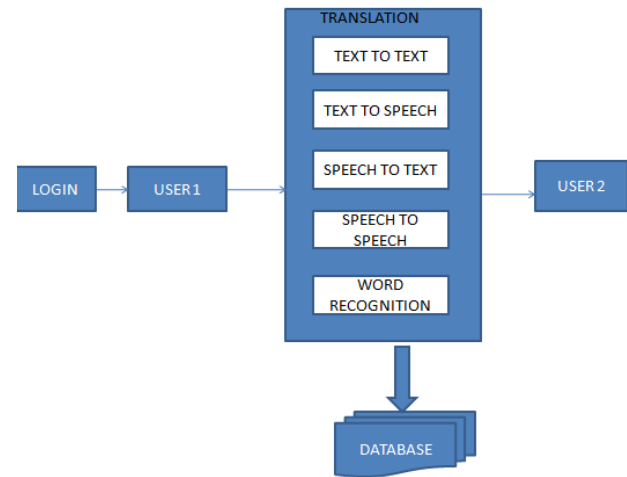 TRANSLATION
TEXT TO TEXT
TEXT TO SPEECH
SPEECH TO TEXT
SPEECH TO
SPEECH
WORD
RECOGNITION
LOGIN
USER 1
USER 2
DATABASE